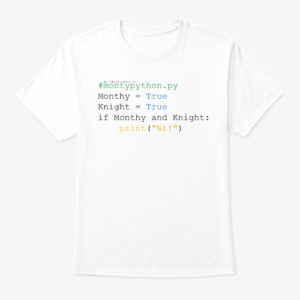 #montypython.py
Monthy = True
Knight = True
if Monthy and Knight:
    print("Ni!")